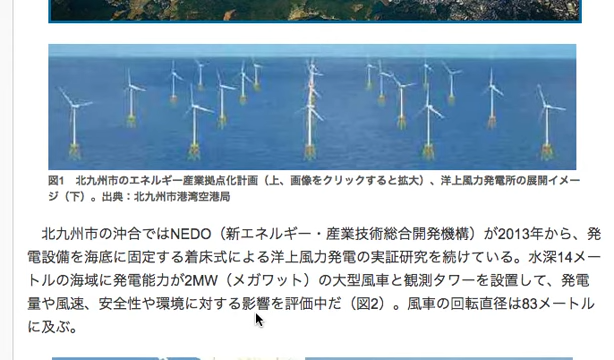 図1　北九州市のエネルギー産業拠点化計画（上、画像をクリックすると拡大）、洋上風力発電所の展開イメー
ジ（下）。出典：北九州市港湾空港局
北九州市の沖合ではNEDO（新エネルギー・産業技術総合開発機構）が2013年から、発
電設備を海底に固定する着床式による洋上風力発電の実証研究を続けている。水深14メー
トルの海域に発電能力が2MW（メガワット）の大型風車と観測タワーを設置して、発電
量や風速、安全性や環境に対する影響を評価中だ（図2）。風車の回転直径は83メートル
に及ぶ。